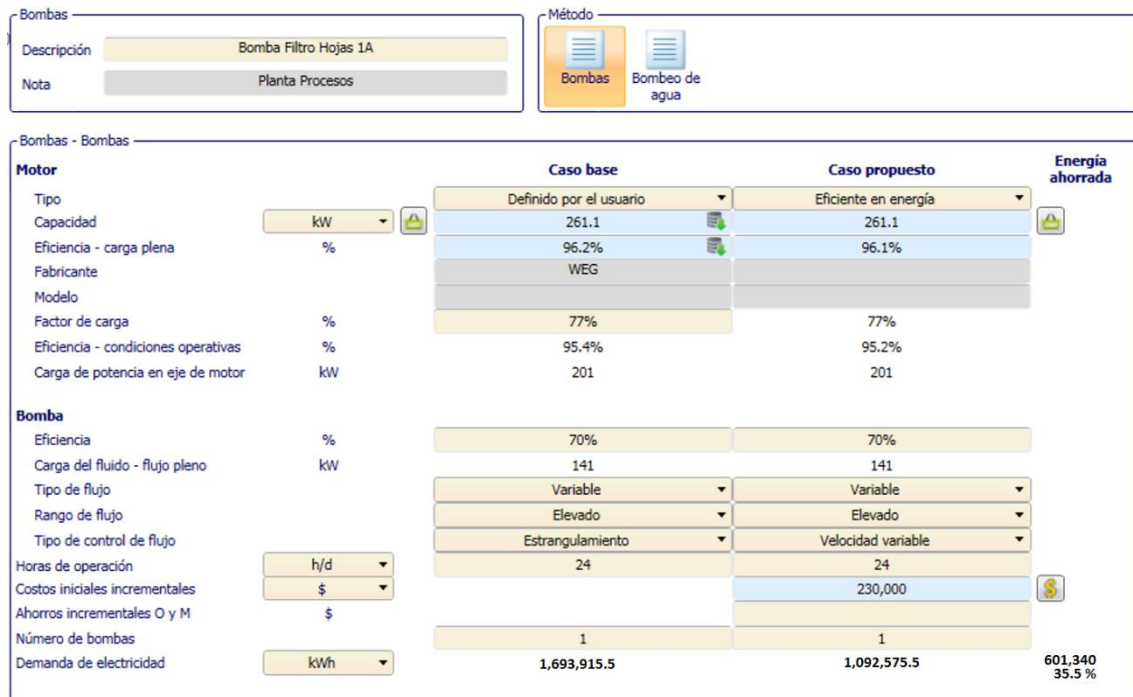 Bombas
Descripción Bomba Filtro Hojas 1A
Nota Planta Procesos
Método
Bombas
Bombeo de
agua
Bombas - Bombas
Motor Caso base Caso propuesto Energía
ahorrada
Tipo Definido por el usuario Eficiente en energía
Capacidad kW 261.1 261.1
Eficiencia - carga plena % 96.2% 96.1%
Fabricante WEG
Modelo
Factor de carga % 77% 77%
Eficiencia - condiciones operativas % 95.4% 95.2%
Carga de potencia en eje de motor kW 201 201
Bomba
Eficiencia % 70% 70%
Carga del fluido - flujo pleno kW 141 141
Tipo de flujo Variable Variable
Rango de flujo Elevado Elevado
Tipo de control de flujo Estrangulamiento Velocidad variable
Horas de operación h/d 24 24
Costos iniciales incrementales $ 230,000 $
Ahorros incrementales O y M $
Número de bombas 1 1
Demanda de electricidad kWh 1,693,915.5 1,092,575.5 601,340
35.5 %